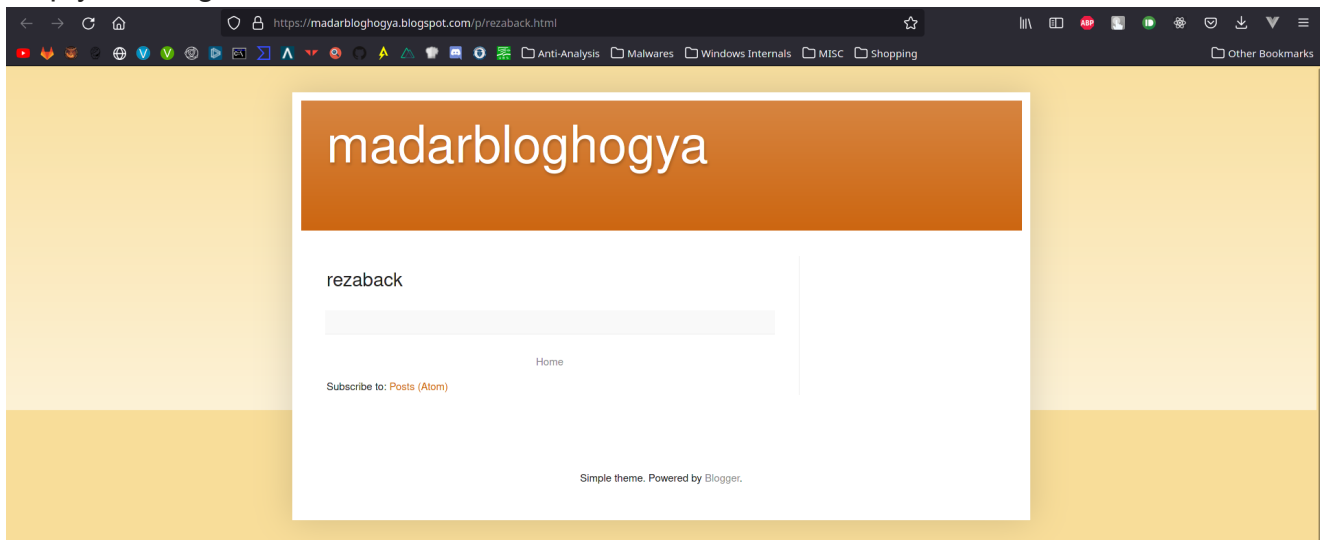 https://madarbloghogya.blogspot.com/p/rezaback.html
ABP
Anti-Analysis Malwares Windows Internals MISC Shopping Other Bookmarks
madarbloghogya
rezaback
Home
Subscribe to: Posts (Atom)
Simple theme. Powered by Blogger.